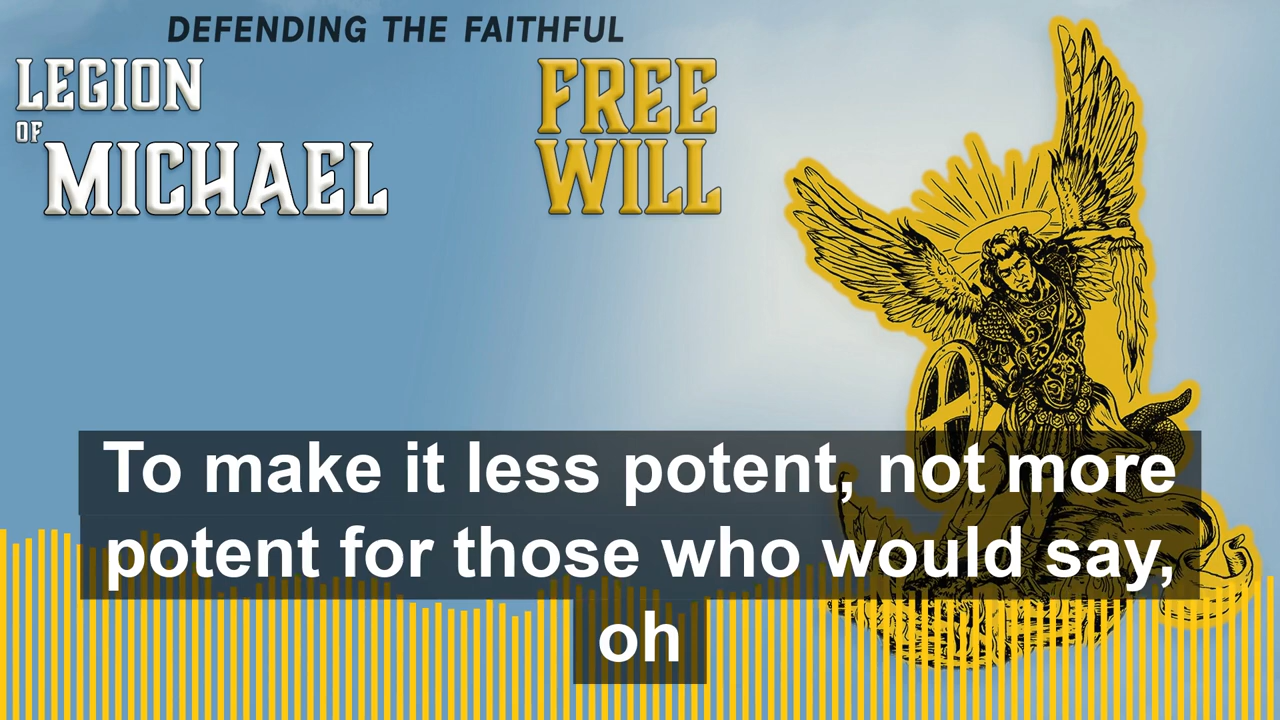 DEFENDING THE FAITHFUL
LEGION
OF
MICHAEL
FREE
WILL
To make it less potent, not more
potent for those who would say,
oh